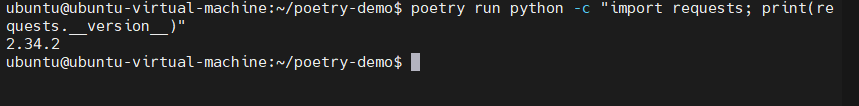 ubuntu@ubuntu-virtual-machine:~/poetry-demo$ poetry run python -c "import requests; print(re
quests.__version__)"
2.34.2
ubuntu@ubuntu-virtual-machine:~/poetry-demo$